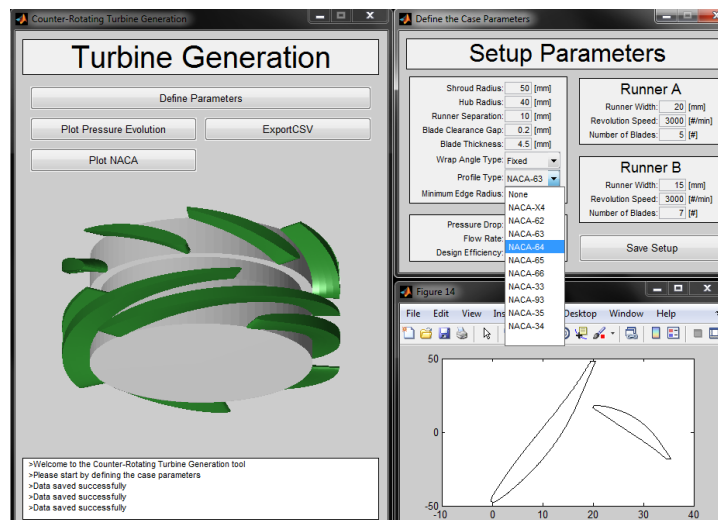 Counter-Rotating Turbine Generation
Turbine Generation
Define Parameters
Plot Pressure Evolution
ExportCSV
Plot NACA
>Welcome to the Counter-Rotating Turbine Generation tool
>Please start by defining the case parameters
>Data saved successfully
>Data saved successfully
>Data saved successfully
Define the Case Parameters
Setup Parameters
Shroud Radius: 50 [mm]
Hub Radius: 40 [mm]
Runner Separation: 10 [mm]
Blade Clearance Gap: 0.2 [mm]
Blade Thickness: 4.5 [mm]
Wrap Angle Type: Fixed
Profile Type: NACA-63
Minimum Edge Radius:
None
NACA-X4
NACA-62
NACA-63
NACA-64
NACA-65
NACA-66
NACA-33
NACA-93
NACA-35
NACA-34
Pressure Drop:
Flow Rate:
Design Efficiency:
Runner A
Runner Width: 20 [mm]
Revolution Speed: 3000 [#/min]
Number of Blades: 5 [#]
Runner B
Runner Width: 15 [mm]
Revolution Speed: 3000 [#/min]
Number of Blades: 7 [#]
Save Setup
Figure 14
File Edit View Ins Desktop Window Help
50
0
-50
-10 0 10 20 30 40